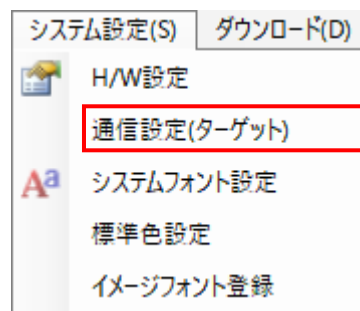 システム設定(S) ダウンロード(D)
H/W設定
通信設定(ターゲット)
Aa システムフォント設定
標準色設定
イメージフォント登録